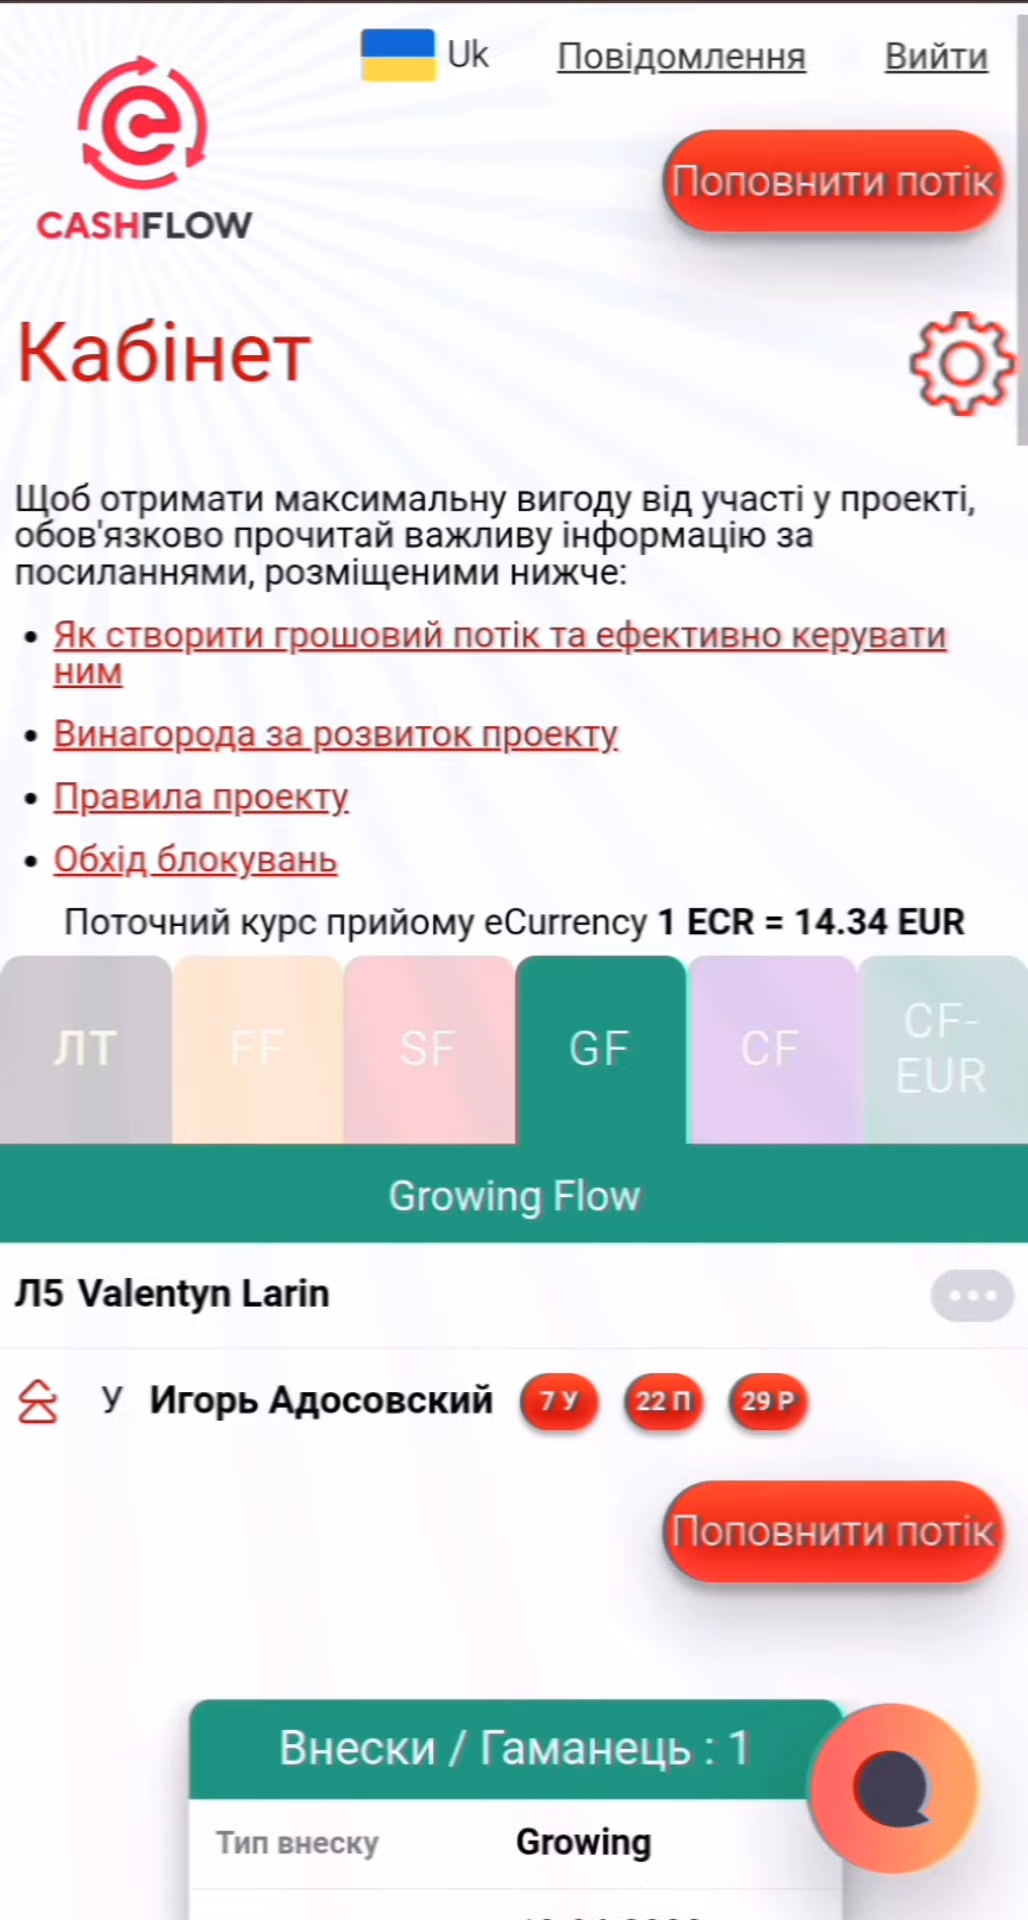 Uk
Повідомлення
Вийти
CASHFLOW
Поповнити потік
Кабінет
Щоб отримати максимальну вигоду від участі у проекті,
обов'язково прочитай важливу інформацію за
посиланнями, розміщеними нижче:
Як створити грошовий потік та ефективно керувати
ним
Винагорода за розвиток проекту
Правила проекту
Обхід блокувань
Поточний курс прийому eCurrency 1 ECR = 14.34 EUR
ЛТ
FF
SF
GF
CF
CF-
EUR
Growing Flow
Л5 Valentyn Larin
У Игорь Адосовский 7 У 22 П 29 Р
Поповнити потік
Внески / Гаманець : 1
Тип внеску Growing